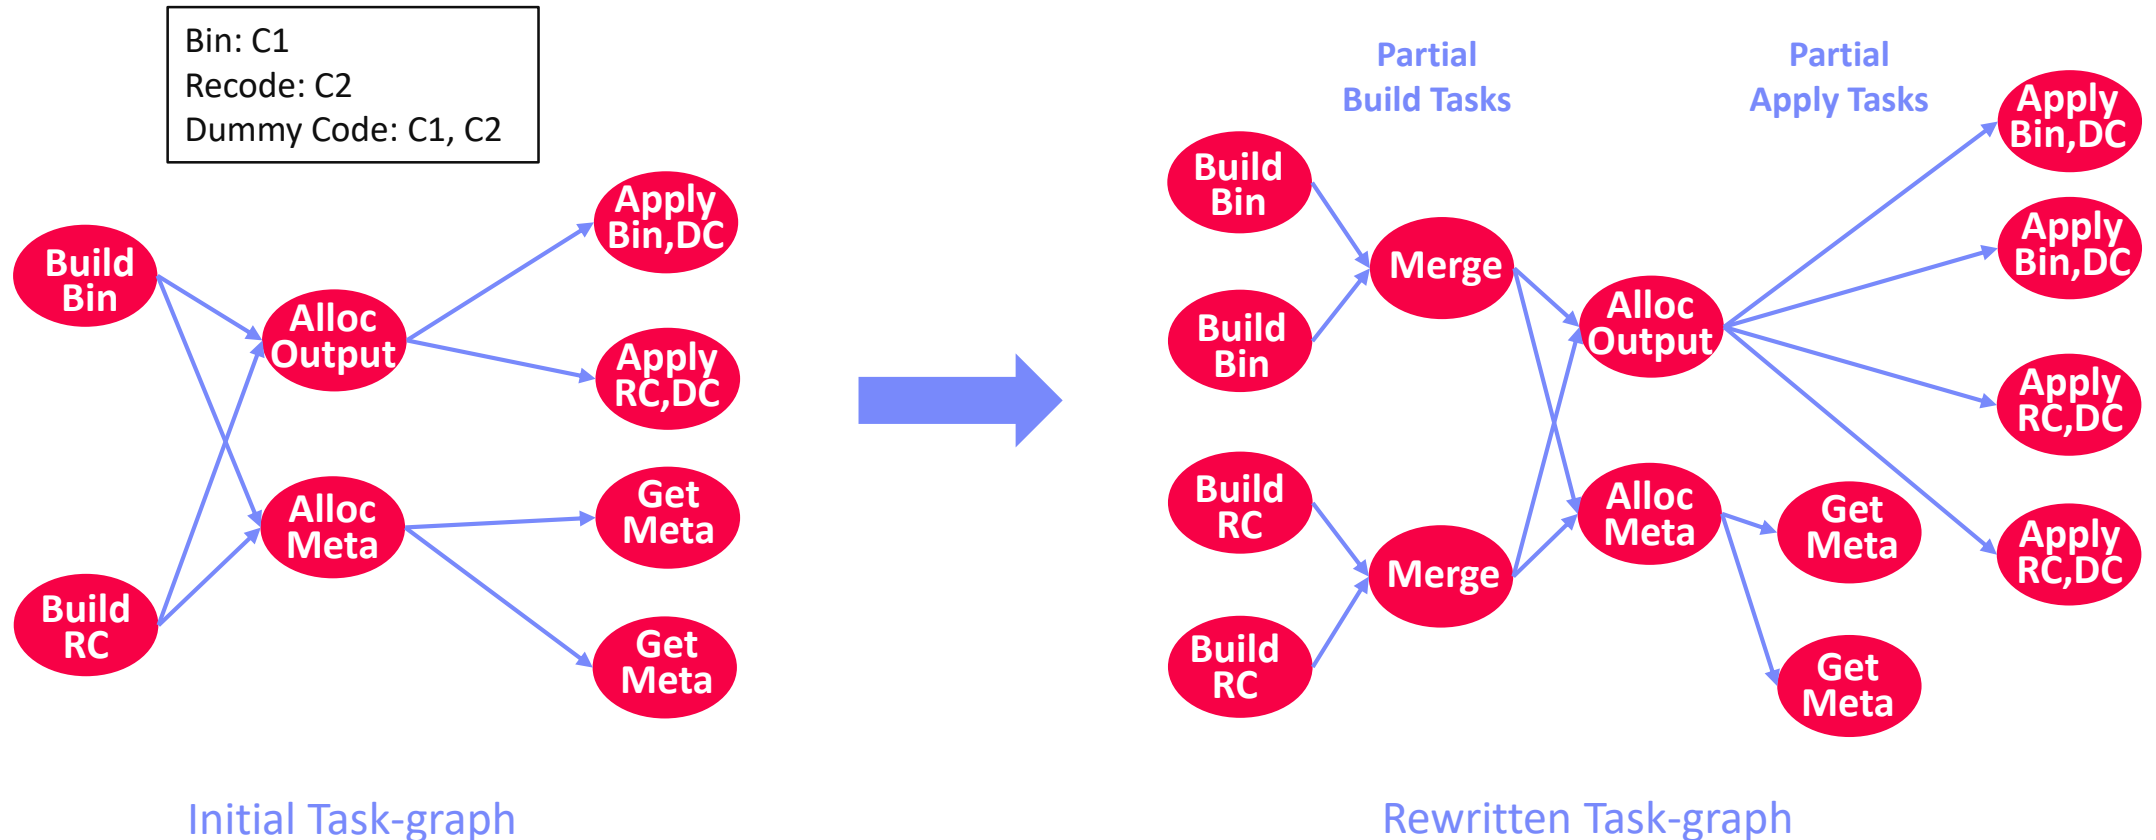 Bin: C1
Recode: C2
Dummy Code: C1, C2
Build
Bin
Build
RC
Alloc
Output
Alloc
Meta
Apply
Bin,DC
Apply
RC,DC
Get
Meta
Get
Meta
Initial Task-graph
Partial
Build Tasks
Partial
Apply Tasks
Build
Bin
Build
Bin
Build
RC
Build
RC
Merge
Merge
Alloc
Output
Alloc
Meta
Get
Meta
Get
Meta
Apply
Bin,DC
Apply
Bin,DC
Apply
RC,DC
Apply
RC,DC
Rewritten Task-graph